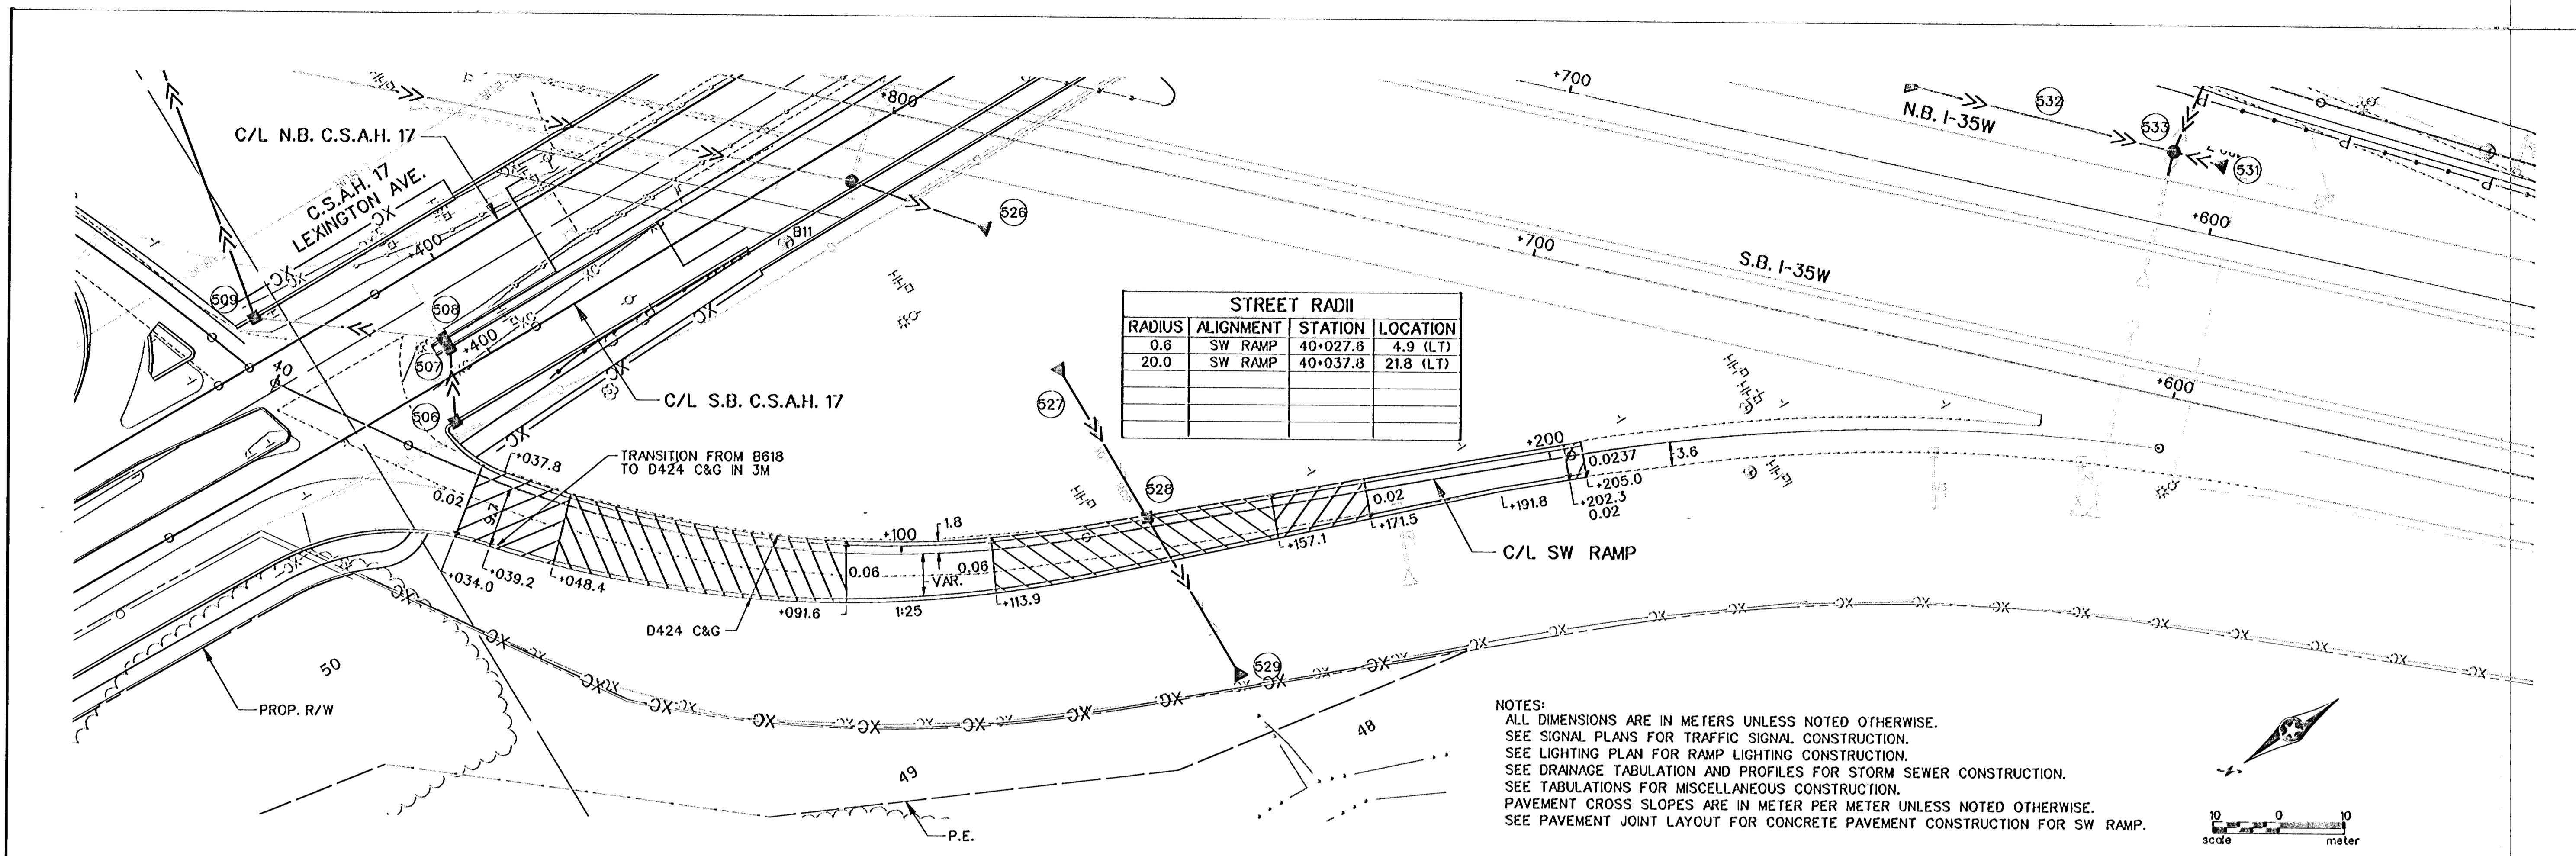 +800
+700
532
N.B. I-35W
533
531
C/L N.B. C.S.A.H. 17
C.S.A.H. 17
LEXINGTON AVE.
+400
B11
526
+600
+700
S.B. I-35W
509
508
507
+400
40
506
C/L S.B. C.S.A.H. 17
527
STREET RADII
RADIUS ALIGNMENT STATION LOCATION
0.6 SW RAMP 40+027.6 4.9 (LT)
20.0 SW RAMP 40+037.8 21.8 (LT)
+600
+037.8
TRANSITION FROM B618
TO D424 C&G IN 3M
0.02
528
+200
0.0237
3.6
+205.0
+202.3
0.02
+191.8
0.02
+171.5
+157.1
C/L SW RAMP
+100
1.8
0.06
0.06
VAR.
+034.0
+039.2
+048.4
+091.6
1:25
+113.9
D424 C&G
529
50
PROP. R/W
49
48
P.E.
NOTES:
ALL DIMENSIONS ARE IN METERS UNLESS NOTED OTHERWISE.
SEE SIGNAL PLANS FOR TRAFFIC SIGNAL CONSTRUCTION.
SEE LIGHTING PLAN FOR RAMP LIGHTING CONSTRUCTION.
SEE DRAINAGE TABULATION AND PROFILES FOR STORM SEWER CONSTRUCTION.
SEE TABULATIONS FOR MISCELLANEOUS CONSTRUCTION.
PAVEMENT CROSS SLOPES ARE IN METER PER METER UNLESS NOTED OTHERWISE.
SEE PAVEMENT JOINT LAYOUT FOR CONCRETE PAVEMENT CONSTRUCTION FOR SW RAMP.
10 0 10
scale meter